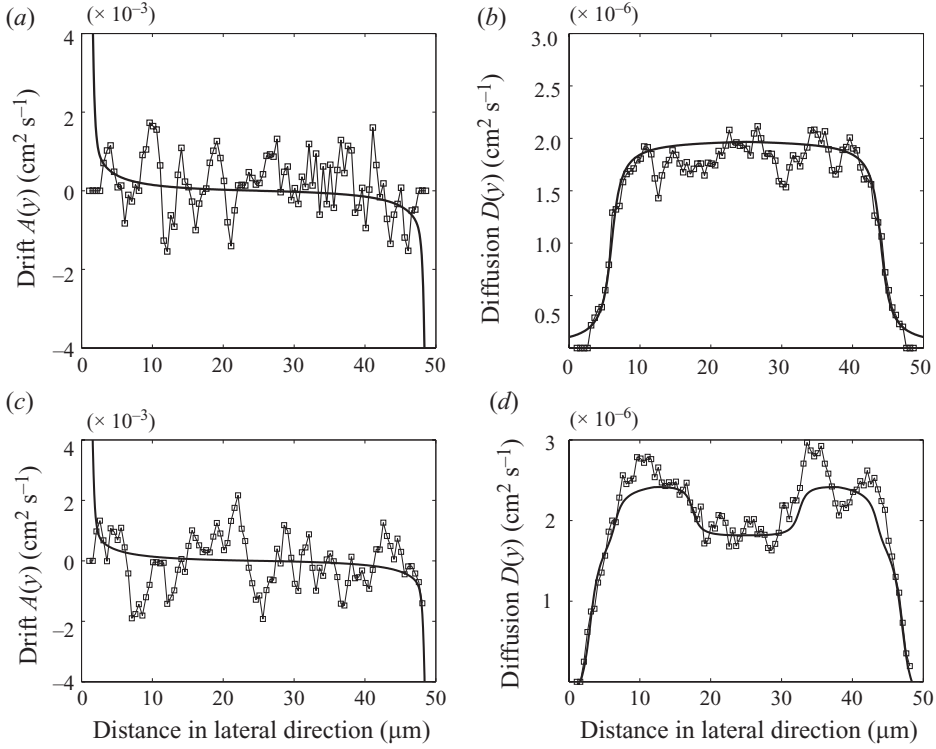 (a)
(× 10⁻³)
4
2
0
−2
−4
Drift A(y) (cm² s⁻¹)
0 10 20 30 40 50
(b)
(× 10⁻⁶)
3.0
2.5
2.0
1.5
1.0
0.5
Diffusion D(y) (cm² s⁻¹)
0 10 20 30 40 50
(c)
(× 10⁻³)
4
2
0
−2
−4
Drift A(y) (cm² s⁻¹)
0 10 20 30 40 50
Distance in lateral direction (μm)
(d)
(× 10⁻⁶)
3
2
1
Diffusion D(y) (cm² s⁻¹)
0 10 20 30 40 50
Distance in lateral direction (μm)